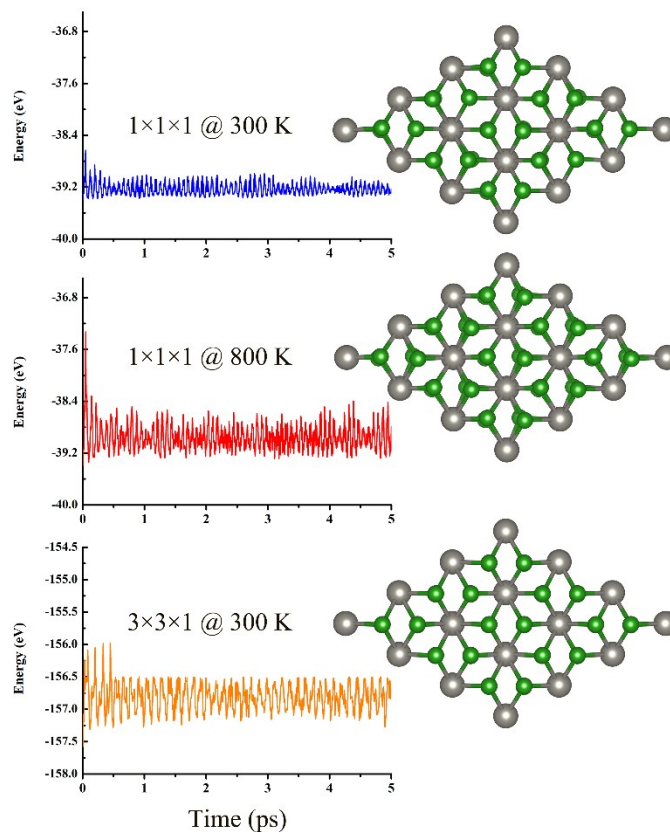 -36.8
-37.6
-38.4
-39.2
-40.0
Energy (eV)
1×1×1 @ 300 K
0 1 2 3 4 5
-36.8
-37.6
-38.4
-39.2
-40.0
Energy (eV)
1×1×1 @ 800 K
0 1 2 3 4 5
-154.5
-155.0
-155.5
-156.0
-156.5
-157.0
-157.5
-158.0
Energy (eV)
3×3×1 @ 300 K
0 1 2 3 4 5
Time (ps)